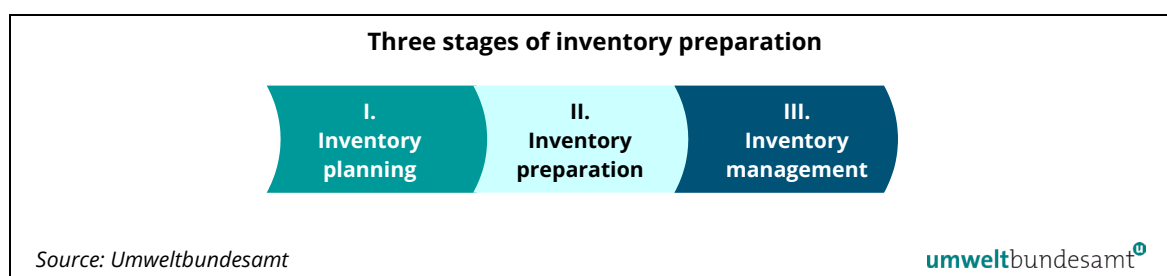 Three stages of inventory preparation
I.
Inventory
planning
II.
Inventory
preparation
III.
Inventory
management
Source: Umweltbundesamt
umweltbundesamt
u